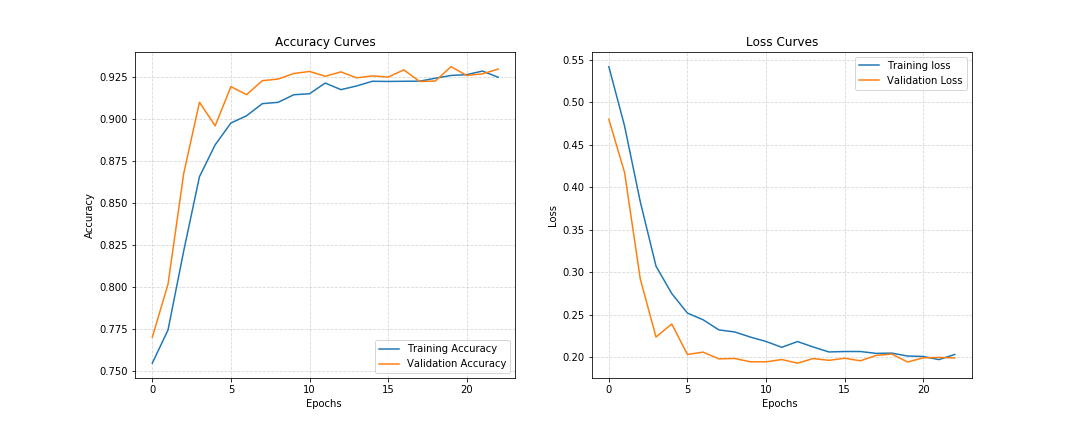 Accuracy Curves
0.925
0.900
0.875
0.850
0.825
0.800
0.775
0.750
Accuracy
0
5
10
15
20
Epochs
Training Accuracy
Validation Accuracy
Loss Curves
0.55
0.50
0.45
0.40
0.35
0.30
0.25
0.20
Loss
0
5
10
15
20
Epochs
Training loss
Validation Loss